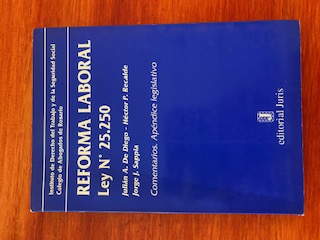 Instituto de Derecho del Trabajo y de la Seguridad Social
Colegio de Abogados de Rosario
REFORMA LABORAL
Ley N° 25.250
Julián A. De Diego - Héctor P. Recalde
Jorge J. Sappia
Comentarios. Apéndice legislativo
editorial Juris